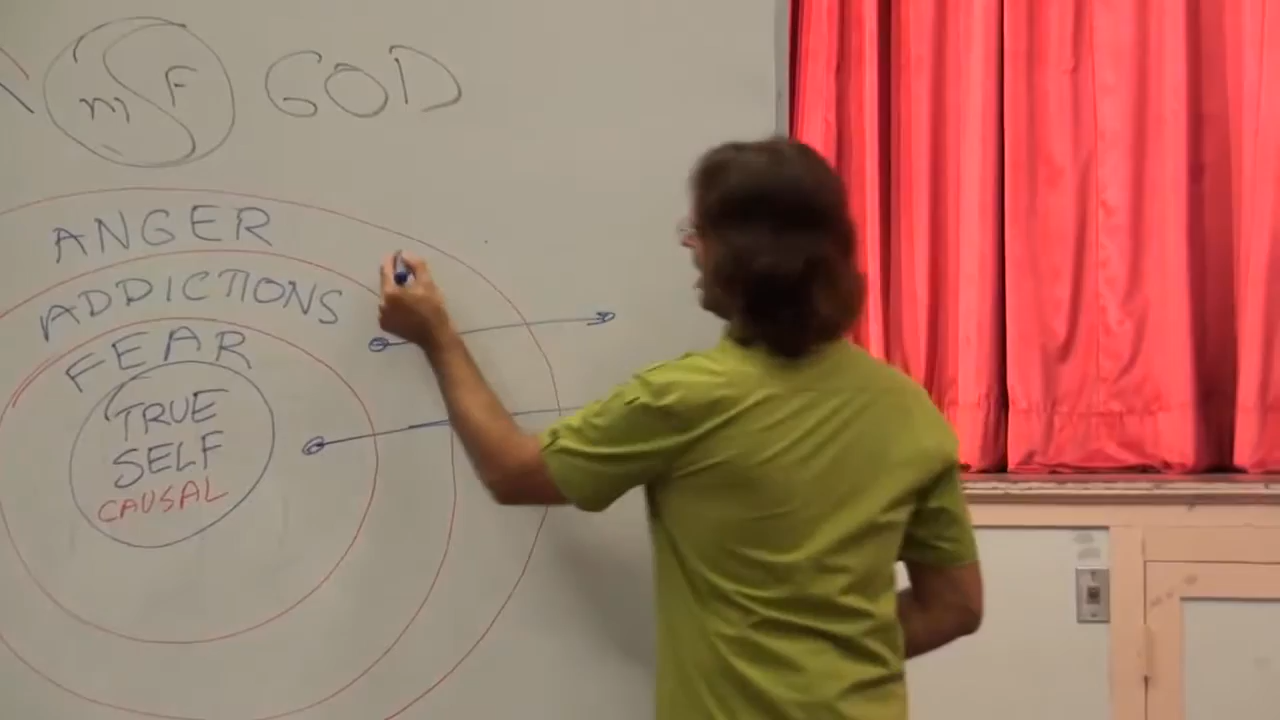 m F GOD
ANGER
ADDICTIONS
FEAR
TRUE
SELF
CAUSAL